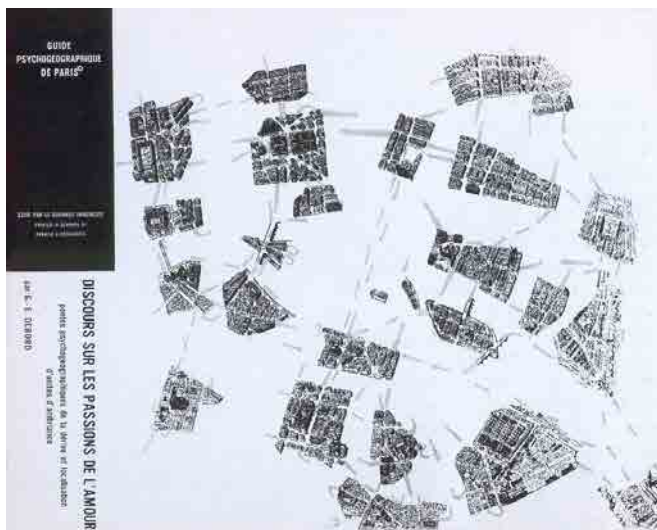 GUIDE
PSYCHOGEOGRAPHIQUE
DE PARIS
DISCOURS SUR LES PASSIONS DE L'AMOUR
pentes psychogeographiques de la dérive et localisation
d'unités d'ambiance
par G.-E. DEBORD